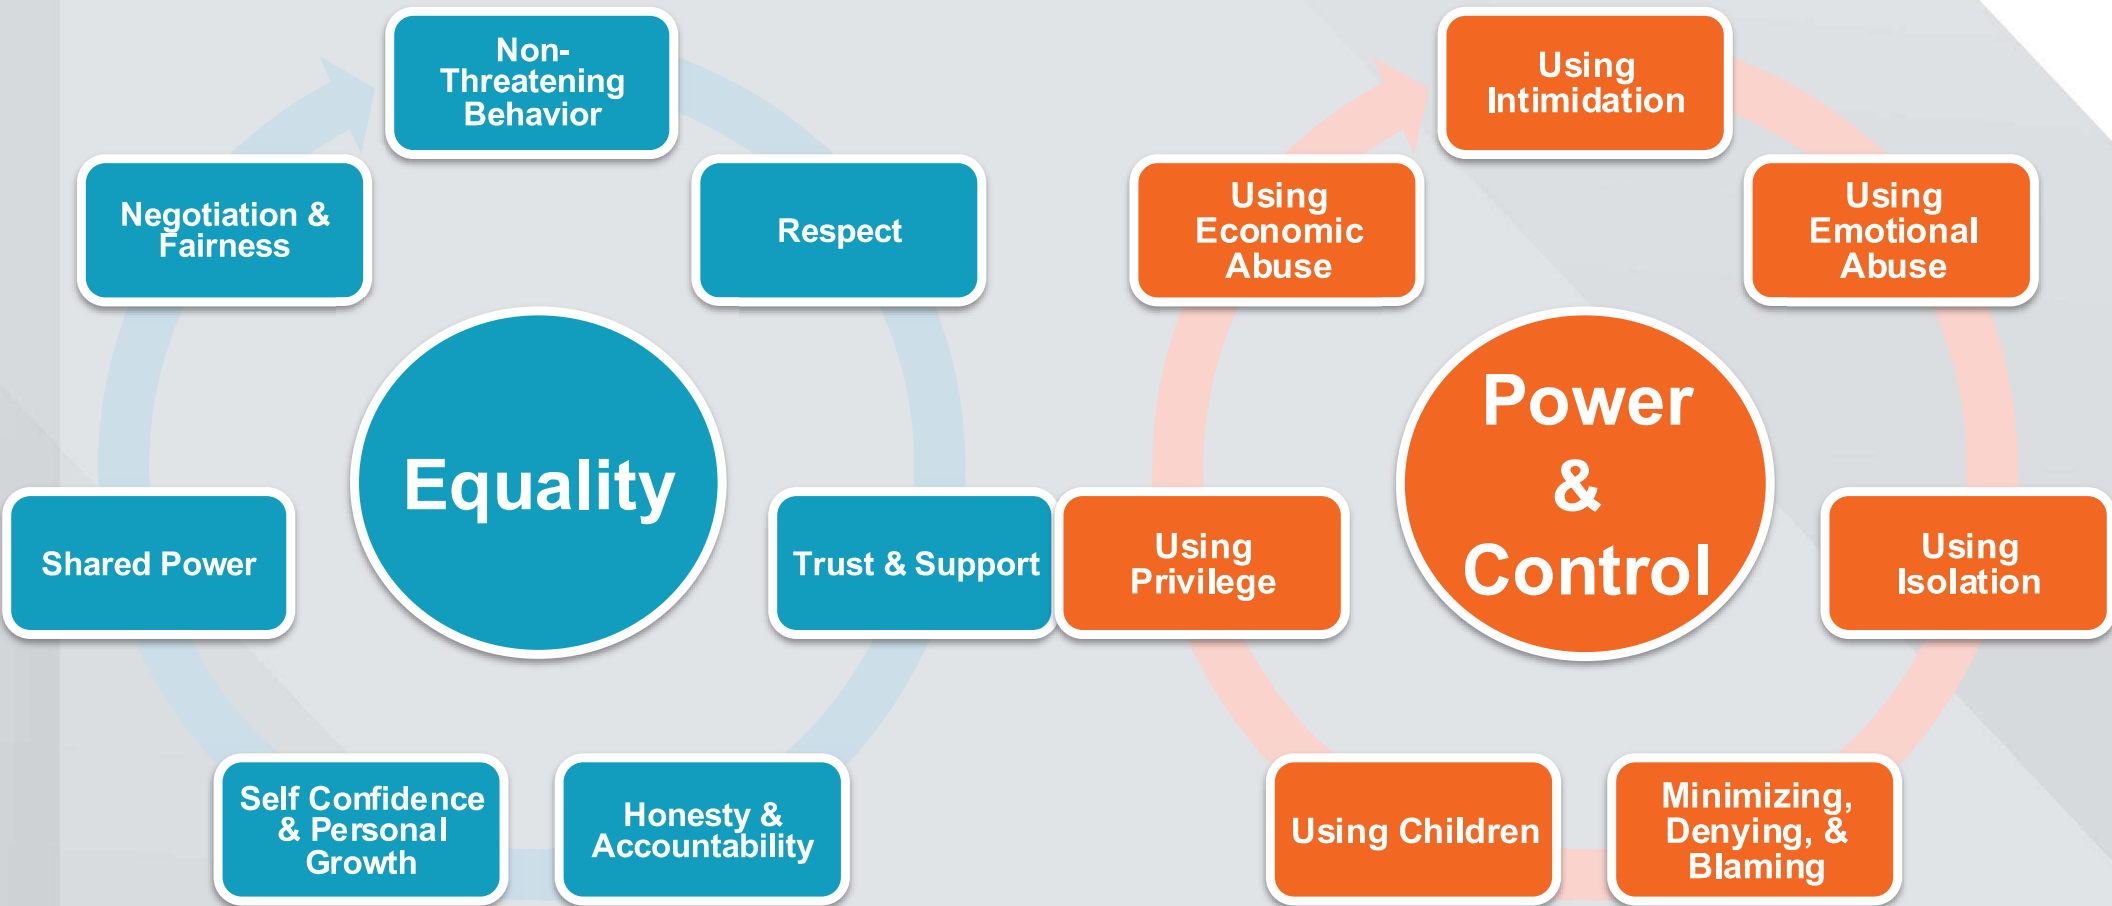 Non-
Threatening
Behavior
Respect
Trust & Support
Honesty &
Accountability
Self Confidence
& Personal
Growth
Shared Power
Negotiation &
Fairness
Equality
Using
Intimidation
Using
Emotional
Abuse
Using
Isolation
Minimizing,
Denying, &
Blaming
Using Children
Using
Privilege
Using
Economic
Abuse
Power
&
Control